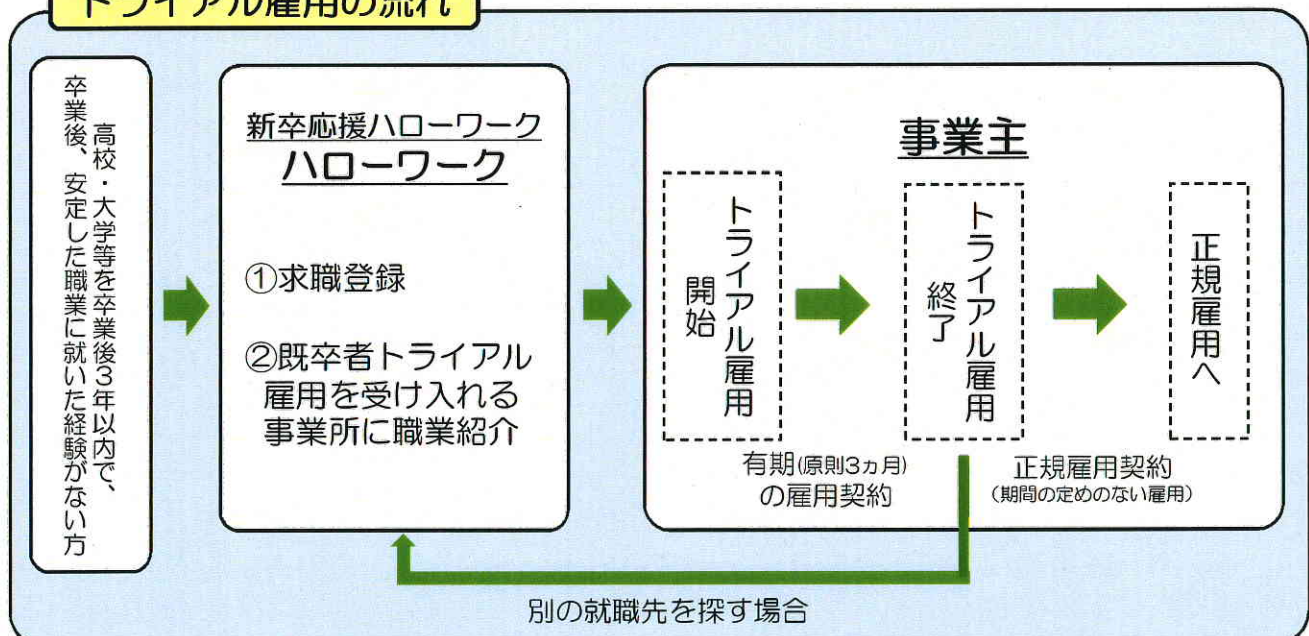 トライアル雇用の流れ
高校・大学等を卒業後3年以内で、
卒業後、安定した職業に就いた経験がない方
新卒応援ハローワーク
ハローワーク
①求職登録
②既卒者トライアル
雇用を受け入れる
事業所に職業紹介
事業主
トライアル雇用
開始
トライアル雇用
終了
正規雇用へ
有期(原則3ヵ月)
の雇用契約
正規雇用契約
(期間の定めのない雇用)
別の就職先を探す場合